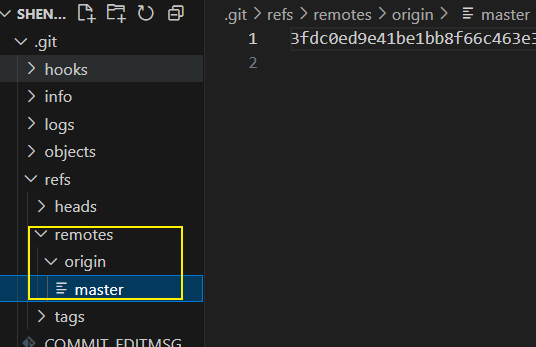 SHEN...
.git
hooks
info
logs
objects
refs
heads
remotes
origin
master
tags
COMMIT_EDITMSG
.git > refs > remotes > origin > master
1 3fdc0ed9e41be1bb8f66c463e3
2